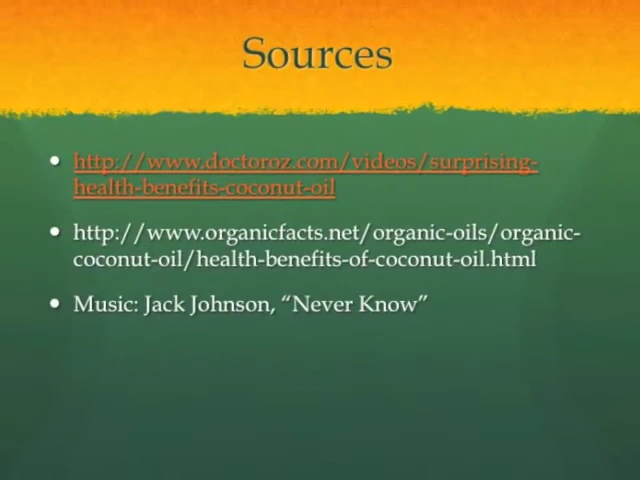 Sources
http://www.doctoroz.com/videos/surprising-
health-benefits-coconut-oil
http://www.organicfacts.net/organic-oils/organic-
coconut-oil/health-benefits-of-coconut-oil.html
Music: Jack Johnson, “Never Know”